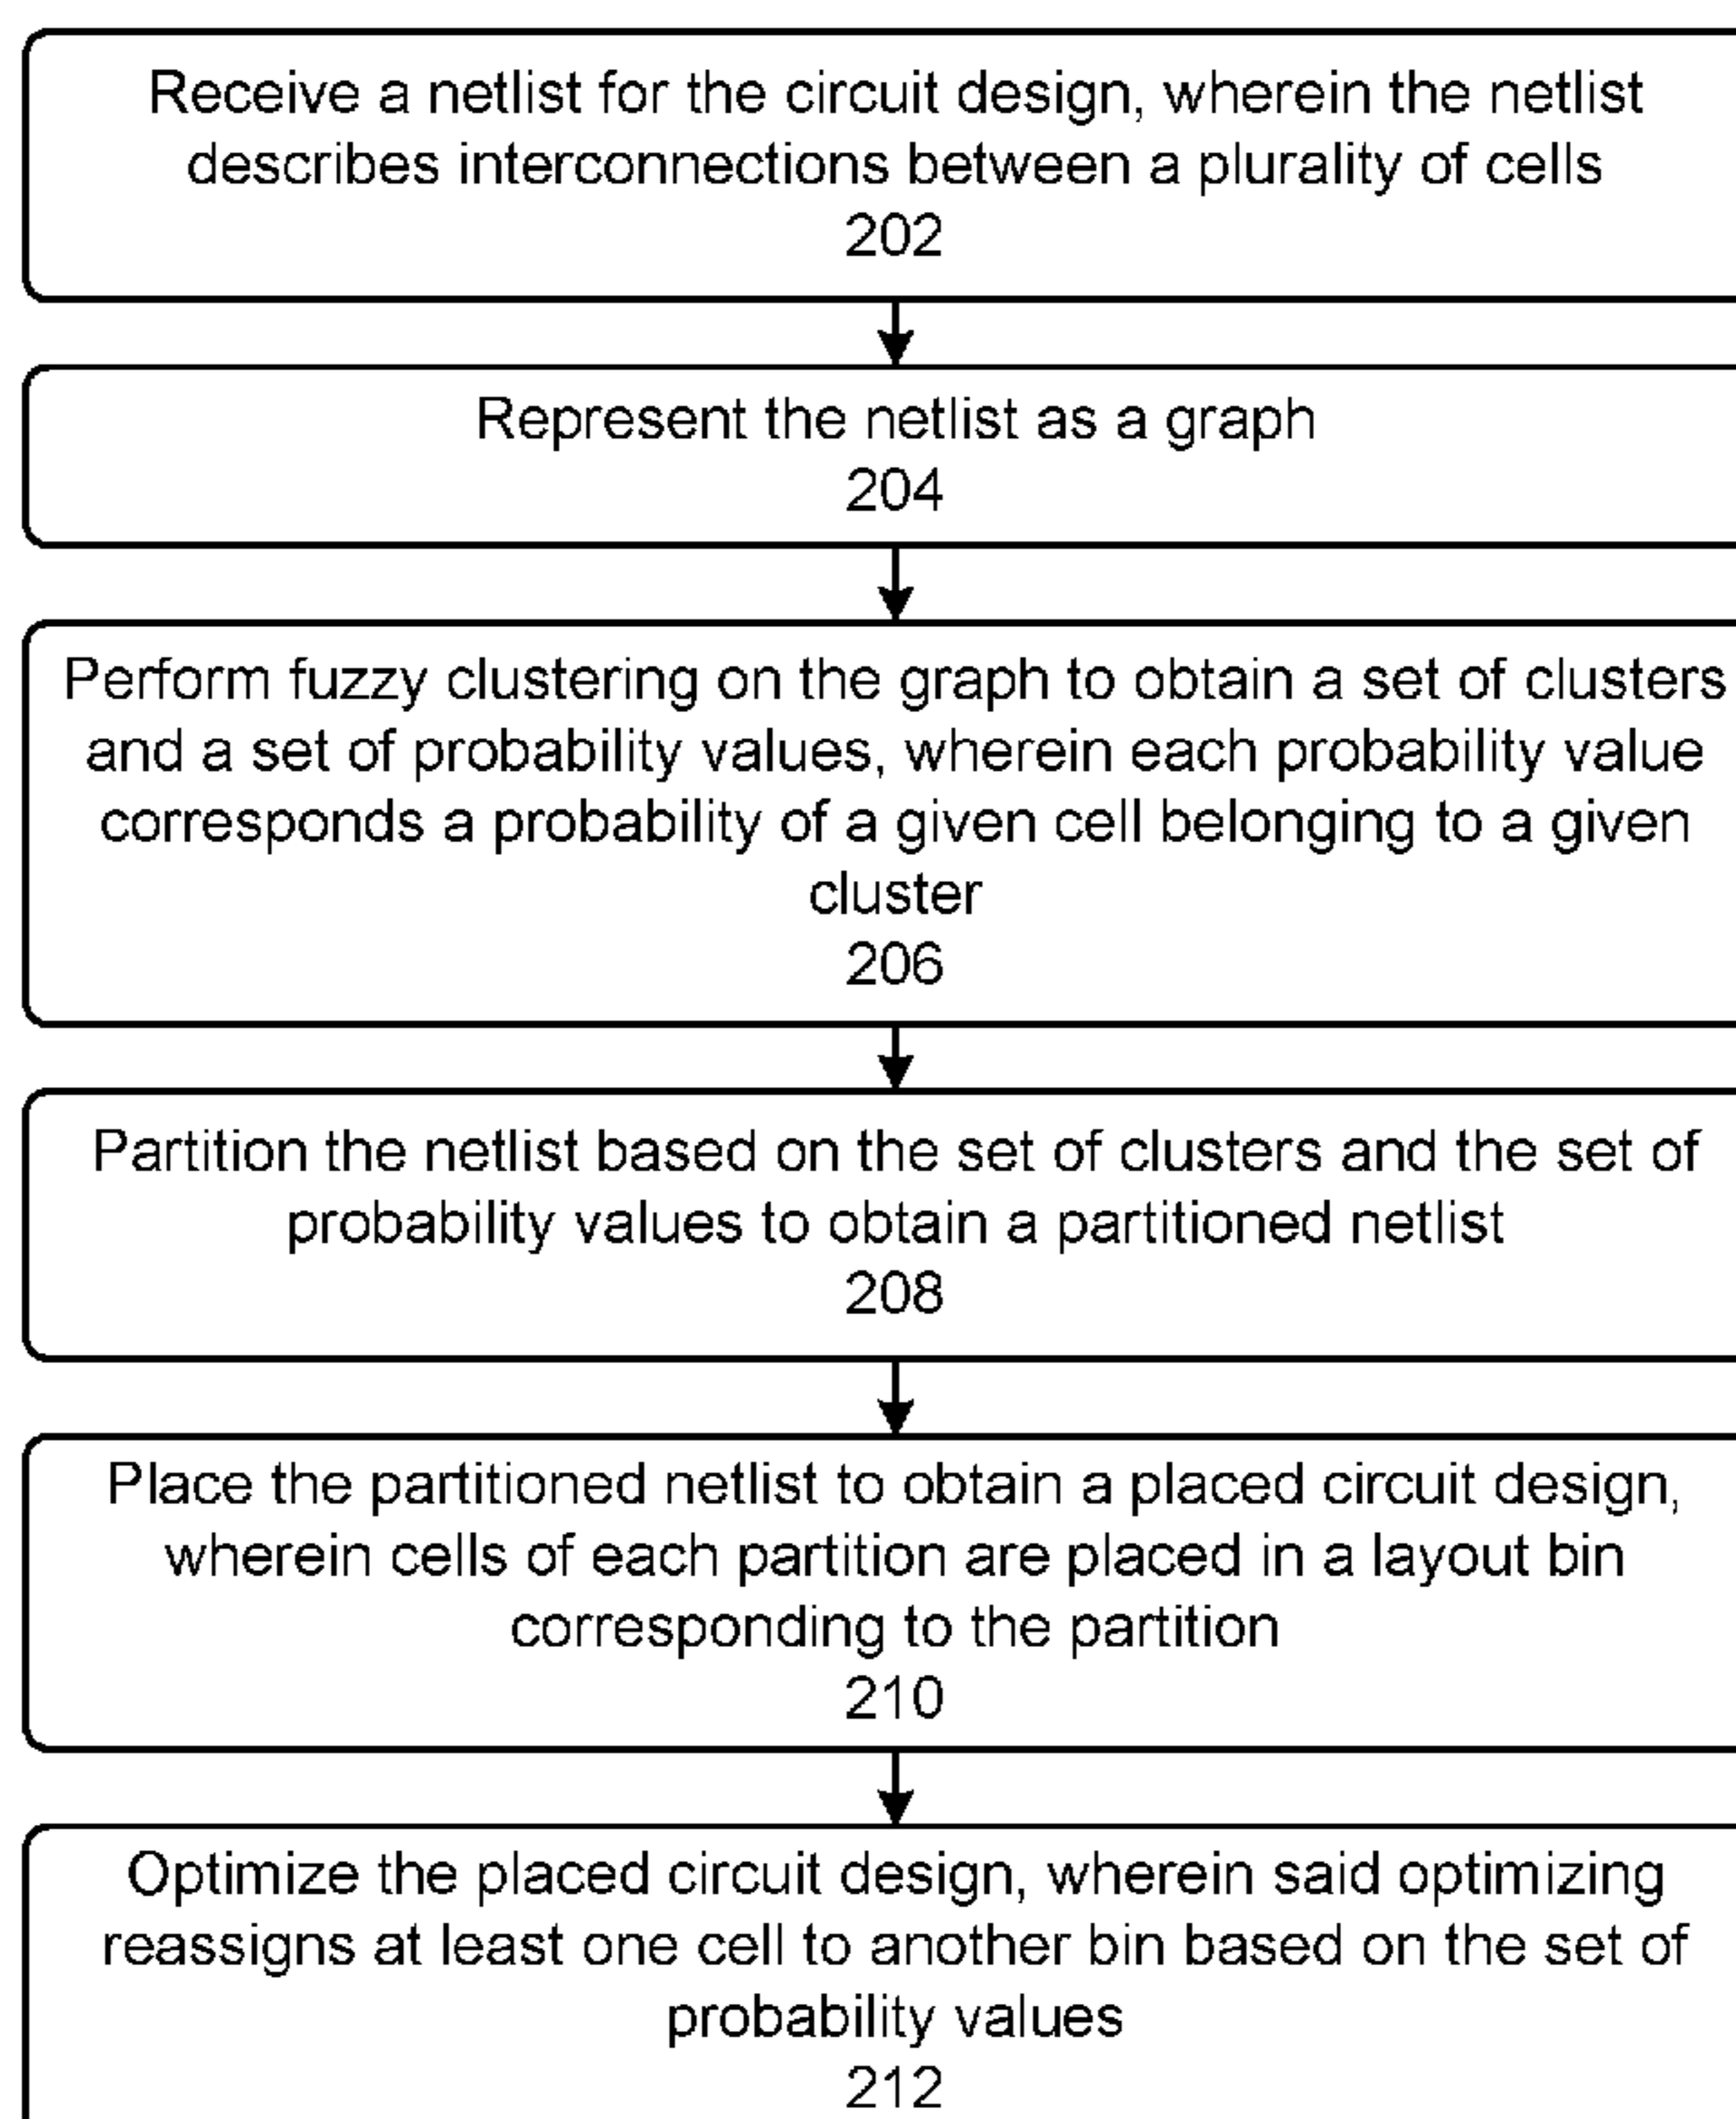 Receive a netlist for the circuit design, wherein the netlist
describes interconnections between a plurality of cells
202
Represent the netlist as a graph
204
Perform fuzzy clustering on the graph to obtain a set of clusters
and a set of probability values, wherein each probability value
corresponds a probability of a given cell belonging to a given
cluster
206
Partition the netlist based on the set of clusters and the set of
probability values to obtain a partitioned netlist
208
Place the partitioned netlist to obtain a placed circuit design,
wherein cells of each partition are placed in a layout bin
corresponding to the partition
210
Optimize the placed circuit design, wherein said optimizing
reassigns at least one cell to another bin based on the set of
probability values
212